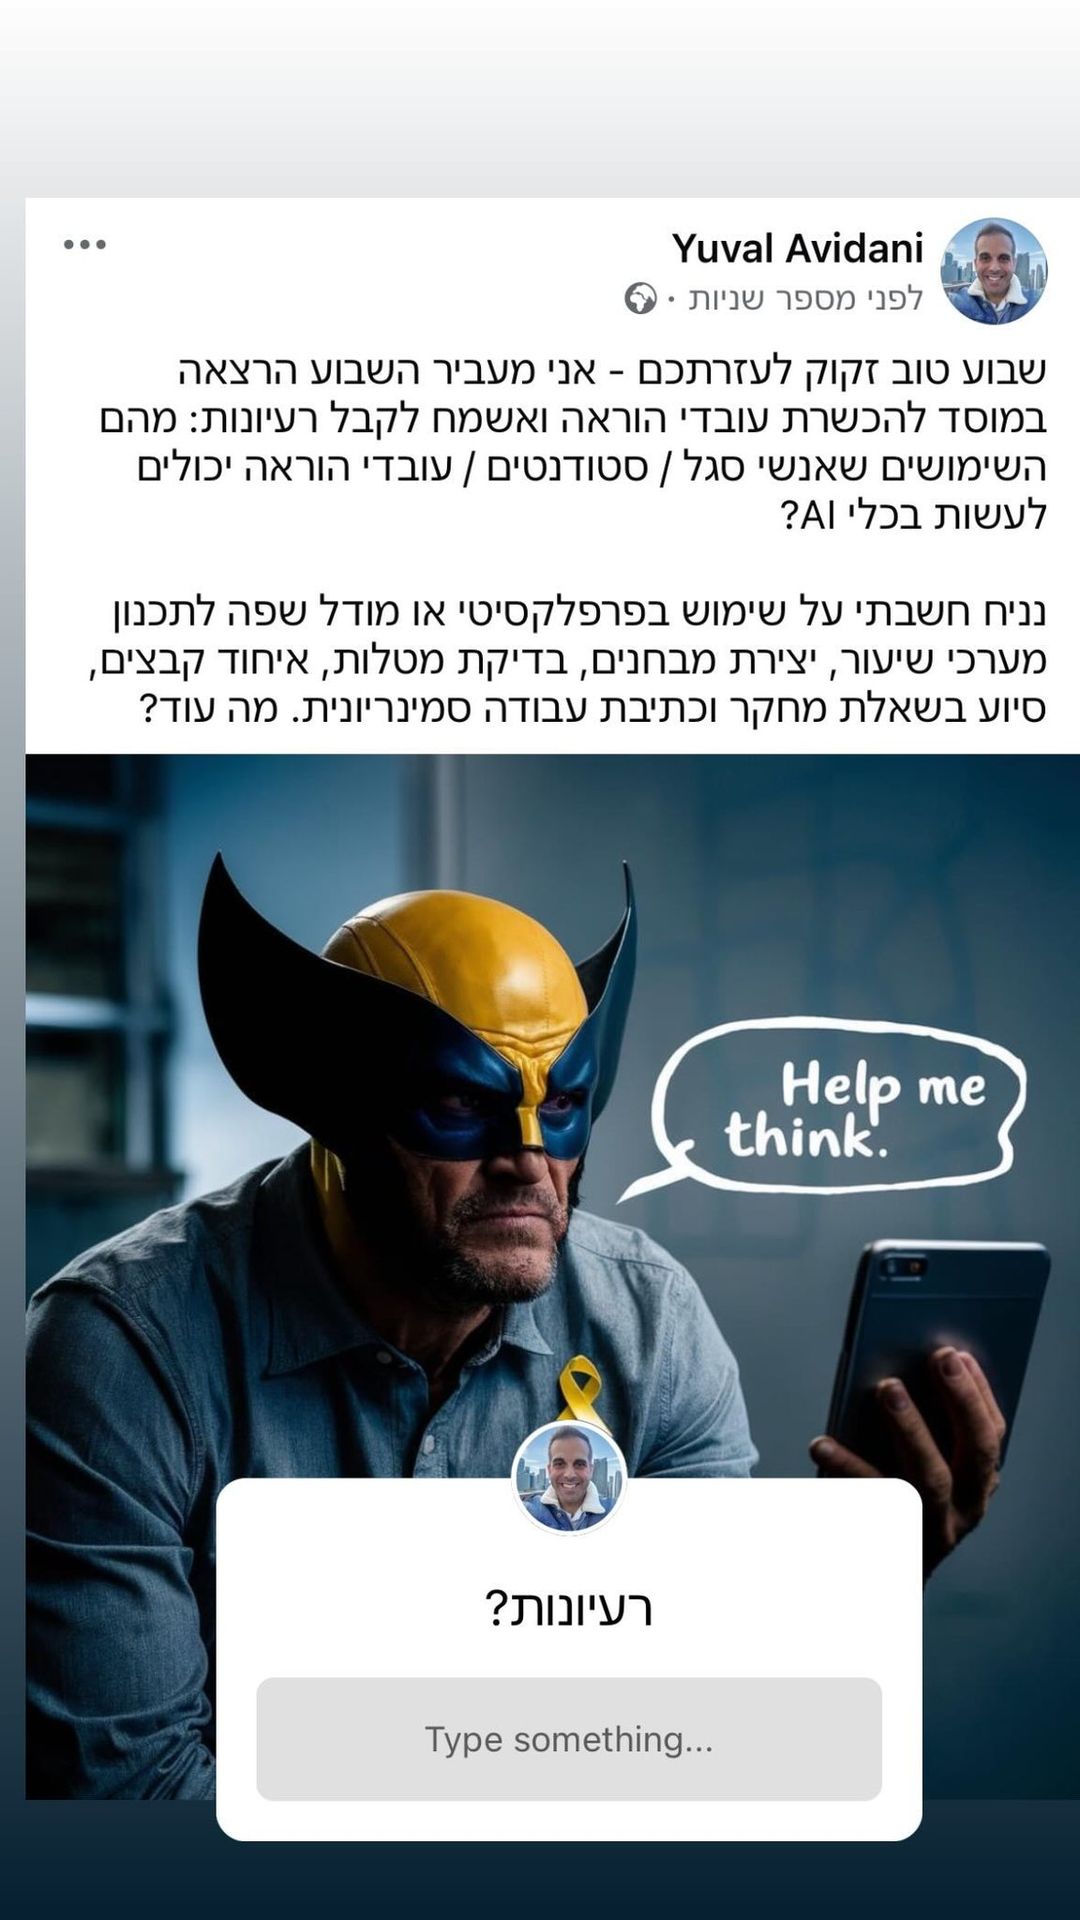 Yuval Avidani
לפני מספר שניות ·
שבוע טוב זקוק לעזרתכם - אני מעביר השבוע הרצאה
במוסד להכשרת עובדי הוראה ואשמח לקבל רעיונות: מהם
השימושים שאנשי סגל / סטודנטים / עובדי הוראה יכולים
לעשות בכלי AI?
נניח חשבתי על שימוש בפרפלקסיטי או מודל שפה לתכנון
מערכי שיעור, יצירת מבחנים, בדיקת מטלות, איחוד קבצים,
סיוע בשאלת מחקר וכתיבת עבודה סמינריונית. מה עוד?
Help me
think.
רעיונות?
Type something...